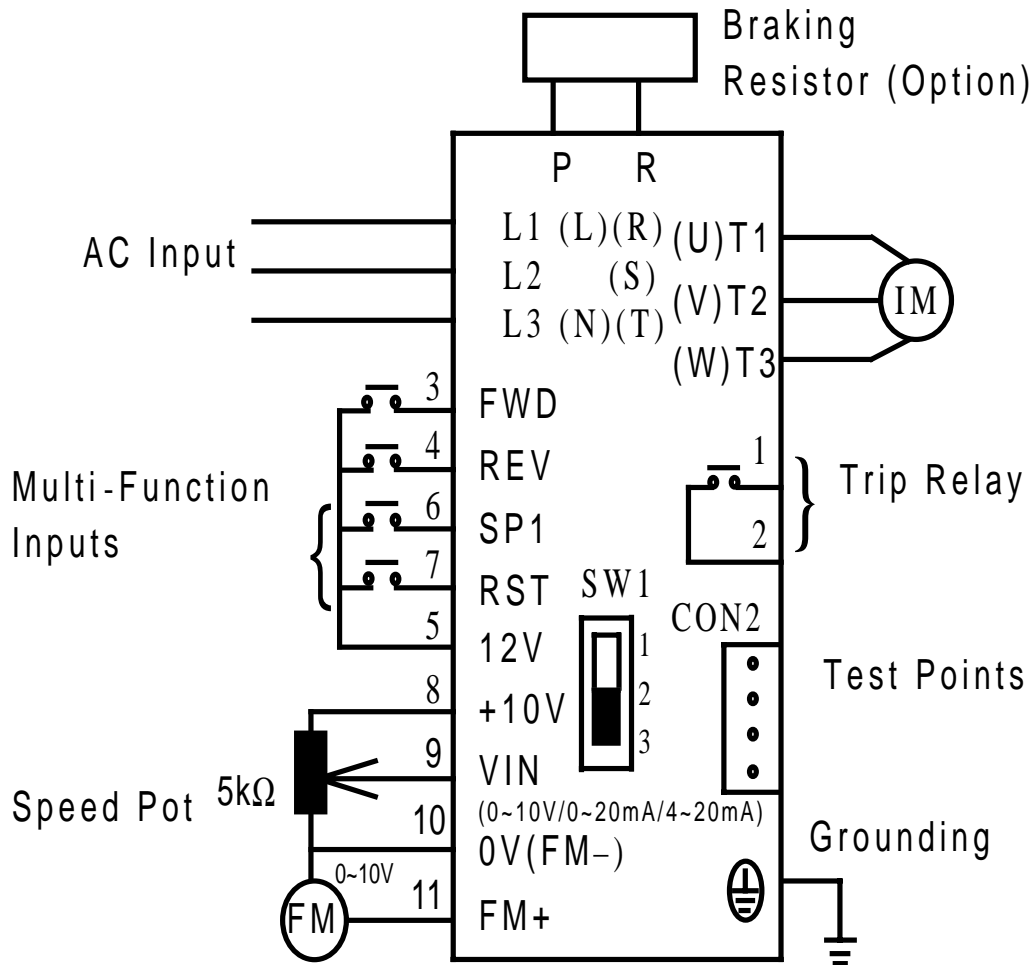 Braking
Resistor (Option)
P R
AC Input
L1 (L)(R)
L2 (S)
L3 (N)(T)
(U)T1
(V)T2
(W)T3
IM
Multi-Function
Inputs
3 FWD
4 REV
6 SP1
7 RST
5 12V
1
2
Trip Relay
SW1
1
2
3
CON2
Test Points
Speed Pot 5kΩ
8 +10V
9 VIN
(0~10V/0~20mA/4~20mA)
10 0V(FM-)
0~10V
FM
11 FM+
Grounding